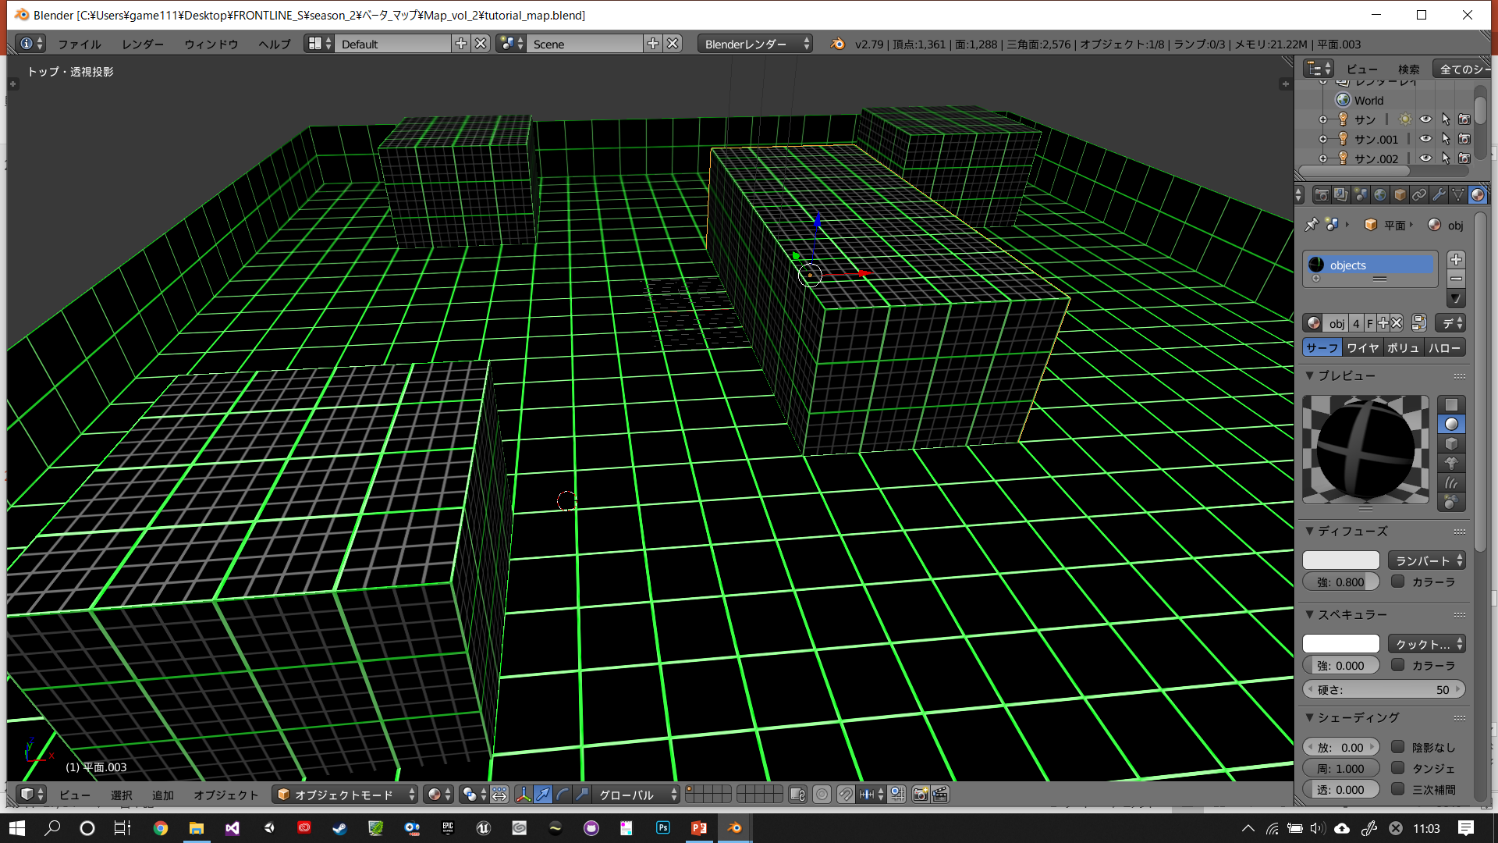 Blender [C:¥Users¥game111¥Desktop¥FRONTLINE_S¥season_2¥ベータ_マップ¥Map_vol_2¥tutorial_map.blend]
ファイル レンダー ウィンドウ ヘルプ Default Scene Blenderレンダー v2.79 | 頂点:1,361 | 面:1,288 | 三角面:2,576 | オブジェクト:1/8 | ランプ:0/3 | メモリ:21.22M | 平面.003
トップ・透視投影
ビュー 検索 全てのシー
レンダーレイ
World
サン
サン.001
サン.002
平面 obj
objects
obj 4 F デ
サーフ ワイヤ ボリュ ハロー
プレビュー
ディフューズ
ランバート
強: 0.800 カラーラ
スペキュラー
クックト...
強: 0.000 カラーラ
硬さ: 50
シェーディング
放: 0.00 陰影なし
周: 1.000 タンジェ
透: 0.000 三次補間
y
x
(1) 平面.003
ビュー 選択 追加 オブジェクト オブジェクトモード グローバル
EPIC Ps P 11:03